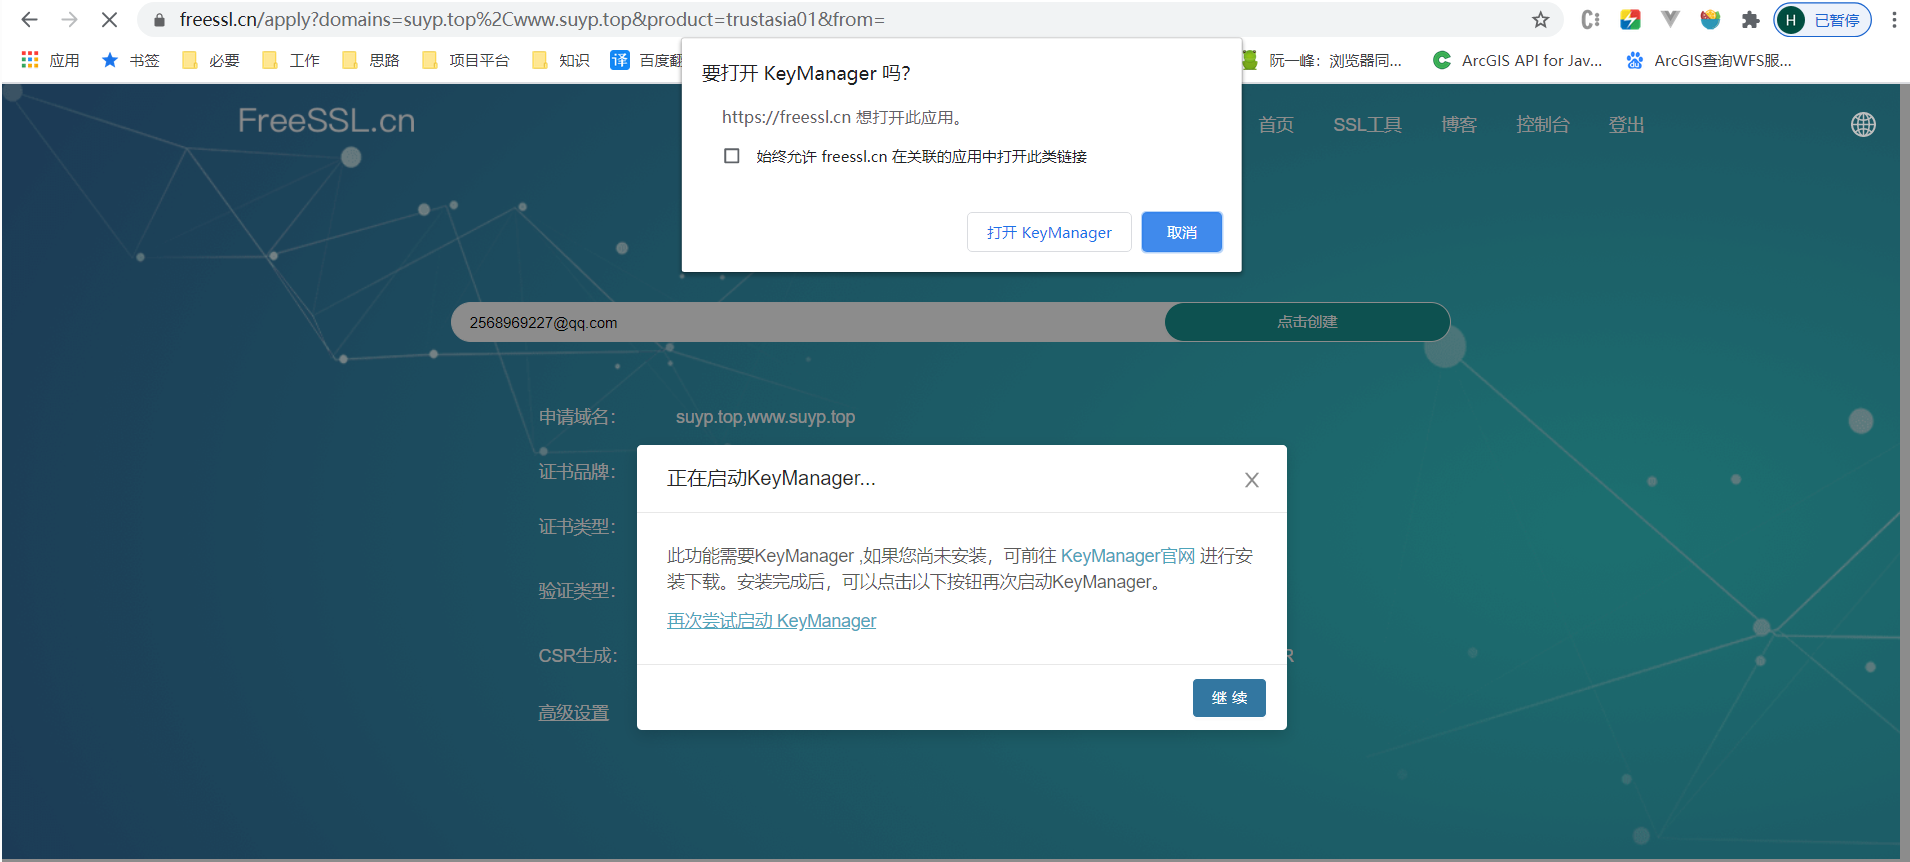 freessl.cn/apply?domains=suyp.top%2Cwww.suyp.top&product=trustasia01&from=
H 已暂停
应用 书签 必要 工作 思路 项目平台 知识 译 百度翻 阮一峰：浏览器同... ArcGIS API for Jav... ArcGIS查询WFS服...
要打开 KeyManager 吗？
https://freessl.cn 想打开此应用。
始终允许 freessl.cn 在关联的应用中打开此类链接
打开 KeyManager 取消
FreeSSL.cn 首页 SSL工具 博客 控制台 登出
2568969227@qq.com 点击创建
申请域名： suyp.top,www.suyp.top
证书品牌：
证书类型：
验证类型：
CSR生成： R
高级设置
正在启动KeyManager...
此功能需要KeyManager ,如果您尚未安装，可前往 KeyManager官网 进行安
装下载。安装完成后，可以点击以下按钮再次启动KeyManager。
再次尝试启动 KeyManager
继 续